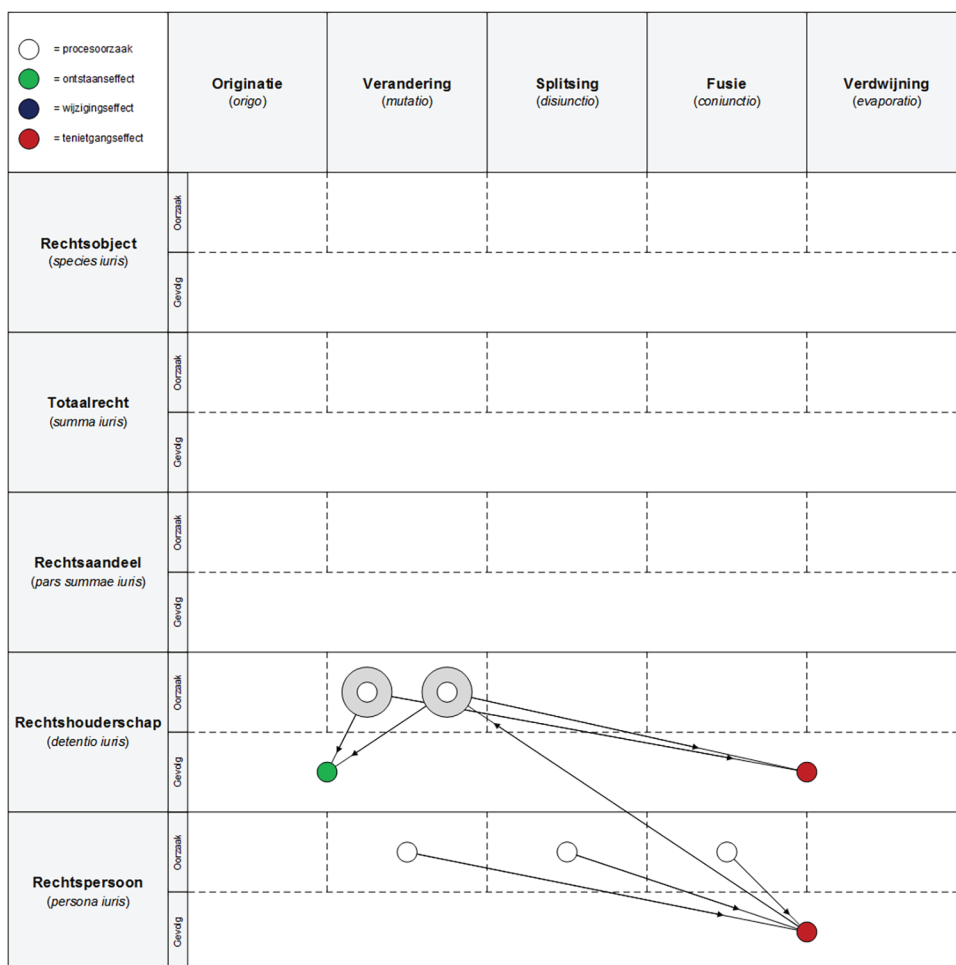 = procesoorzaak
= ontstaanseffect
= wijzigingseffect
= tenietgangseffect
Originatie
(origo)
Verandering
(mutatio)
Splitsing
(disiunctio)
Fusie
(coniunctio)
Verdwijning
(evaporatio)
Rechtsobject
(species iuris)
Oorzaak
Gevolg
Totaalrecht
(summa iuris)
Oorzaak
Gevolg
Rechtsaandeel
(pars summae iuris)
Oorzaak
Gevolg
Rechtshouderschap
(detentio iuris)
Oorzaak
Gevolg
Rechtspersoon
(persona iuris)
Oorzaak
Gevolg